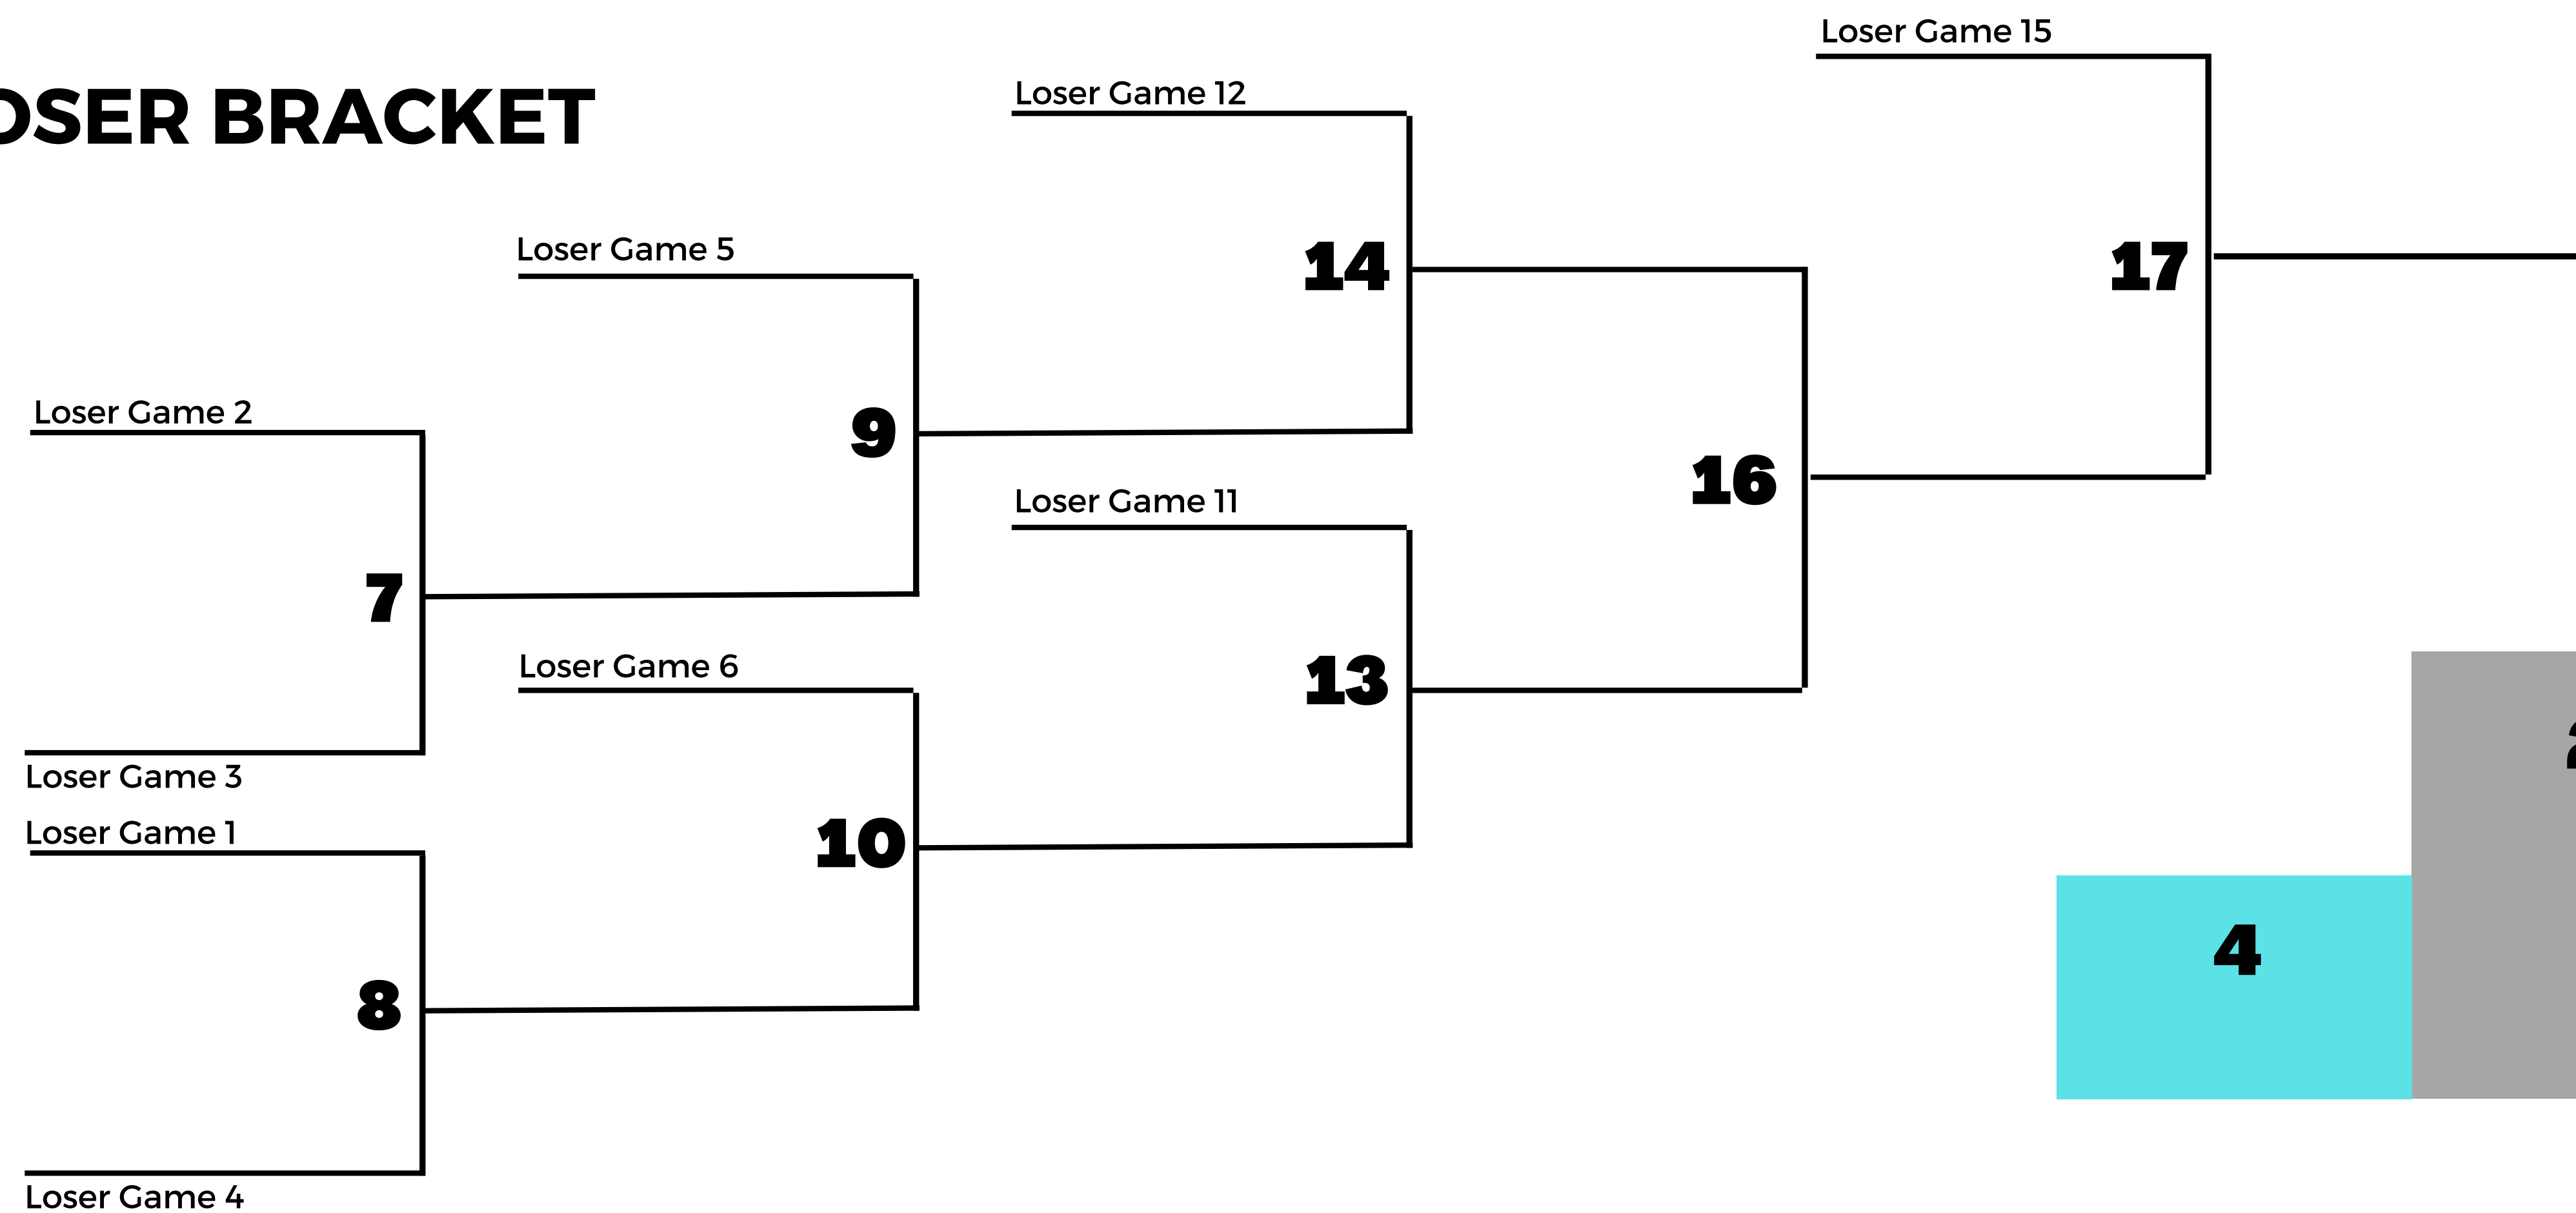 Loser Game 15
OSER BRACKET
Loser Game 12
Loser Game 5
14
17
Loser Game 2
9
Loser Game 11
16
7
Loser Game 6
13
Loser Game 3
Loser Game 1
10
4
8
Loser Game 4